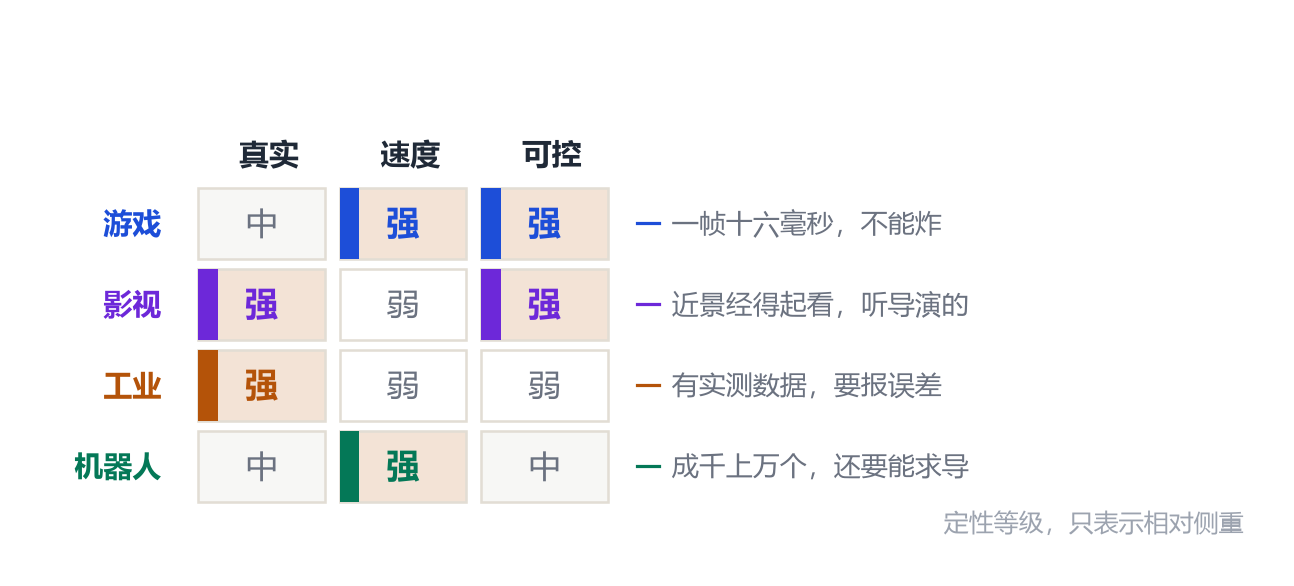 真实 速度 可控
游戏 中 强 强 一帧十六毫秒，不能炸
影视 强 弱 强 近景经得起看，听导演的
工业 强 弱 弱 有实测数据，要报误差
机器人 中 强 中 成千上万个，还要能求导
定性等级，只表示相对侧重